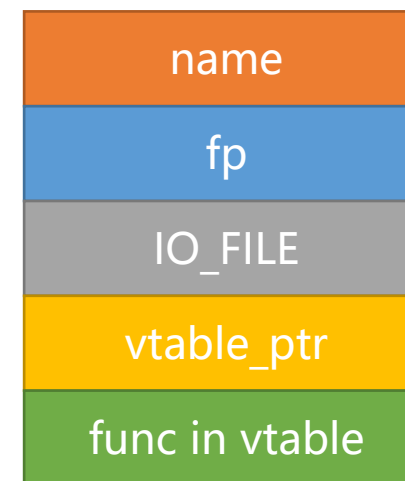 name
fp
IO_FILE
vtable_ptr
func in vtable